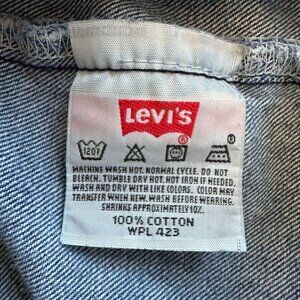 LEVI'S
®
120F
MACHINE WASH HOT. NORMAL CYCLE. DO NOT
BLEACH. TUMBLE DRY HOT. HOT IRON IF NEEDED.
WASH AND DRY WITH LIKE COLORS. COLOR MAY
TRANSFER WHEN NEW. WASH BEFORE WEARING.
SHRINKS APPROXIMATELY 10%.
100% COTTON
WPL 423